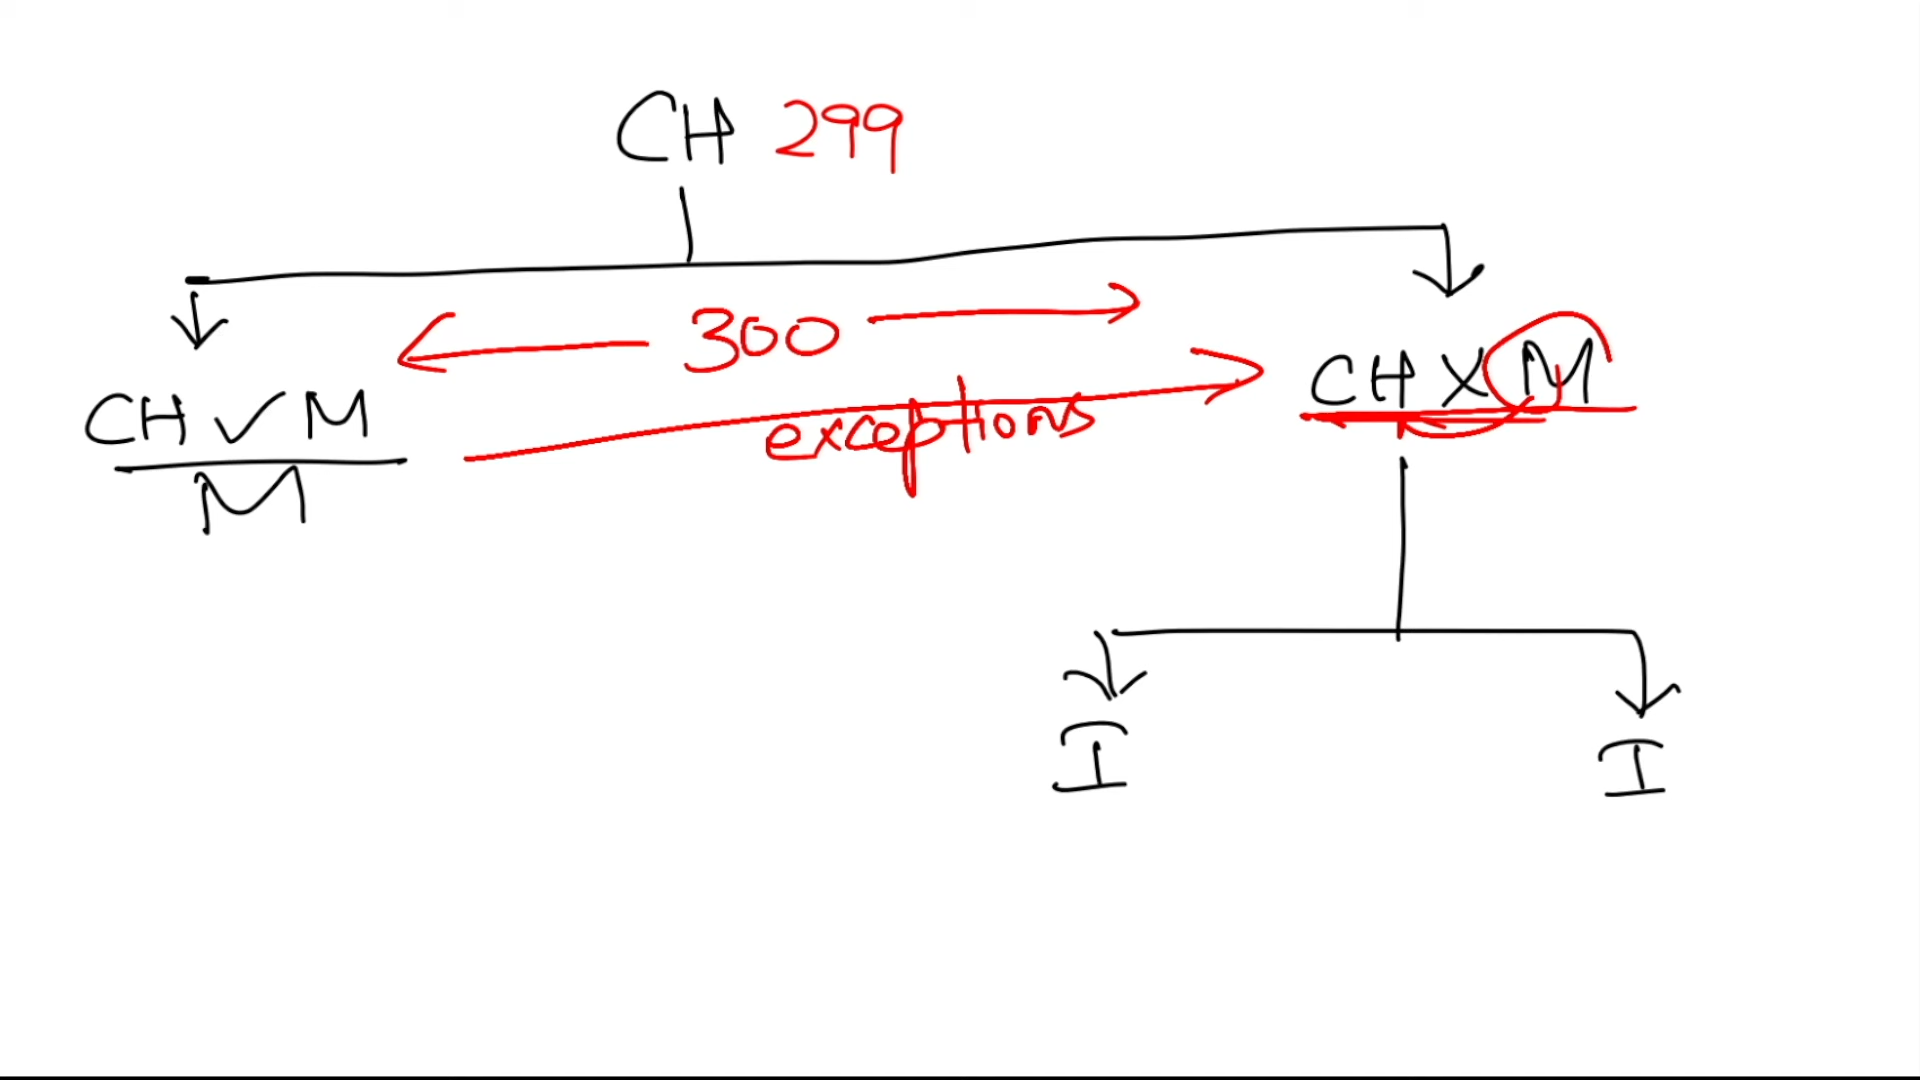 CH 299
300
CH ✓ M
exceptions
CH X M
M
I
I